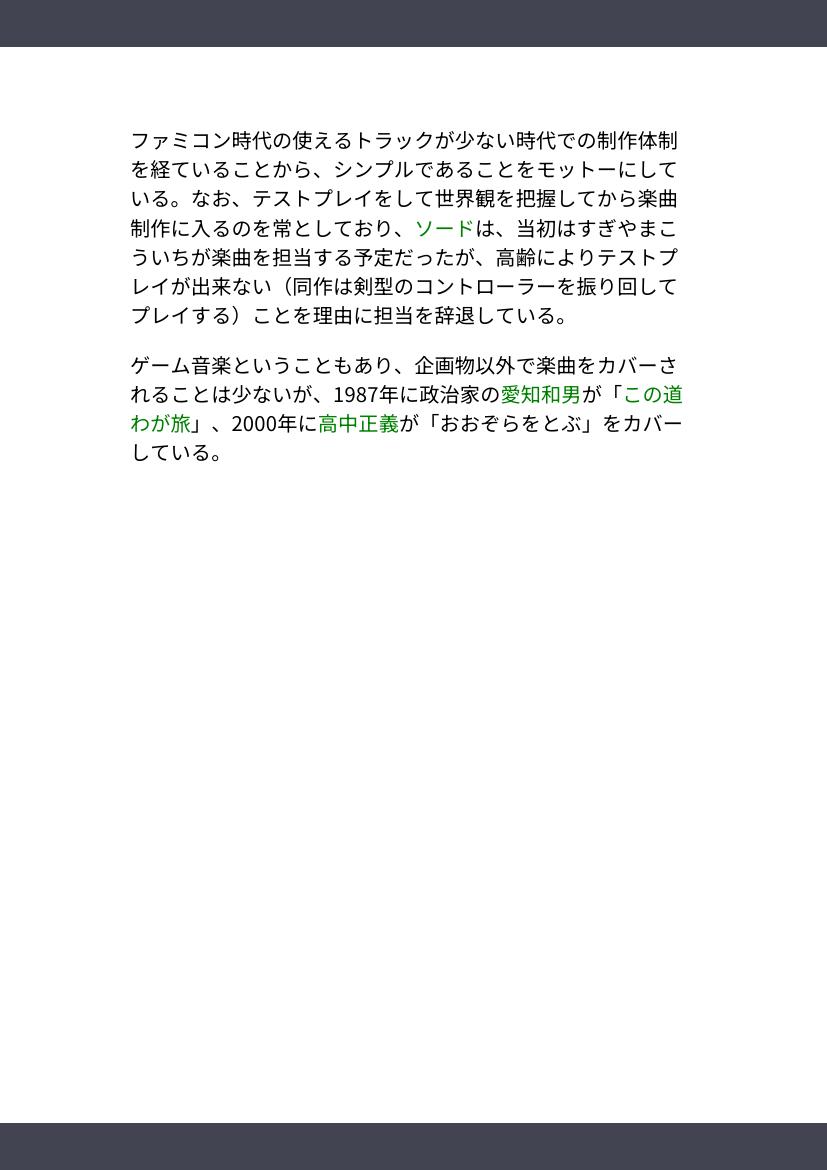 ファミコン時代の使えるトラックが少ない時代での制作体制
を経ていることから、シンプルであることをモットーにして
いる。なお、テストプレイをして世界観を把握してから楽曲
制作に入るのを常としており、ソードは、当初はすぎやまこ
ういちが楽曲を担当する予定だったが、高齢によりテストプ
レイが出来ない（同作は剣型のコントローラーを振り回して
プレイする）ことを理由に担当を辞退している。
ゲーム音楽ということもあり、企画物以外で楽曲をカバーさ
れることは少ないが、1987年に政治家の愛知和男が「この道
わが旅」、2000年に高中正義が「おおぞらをとぶ」をカバー
している。